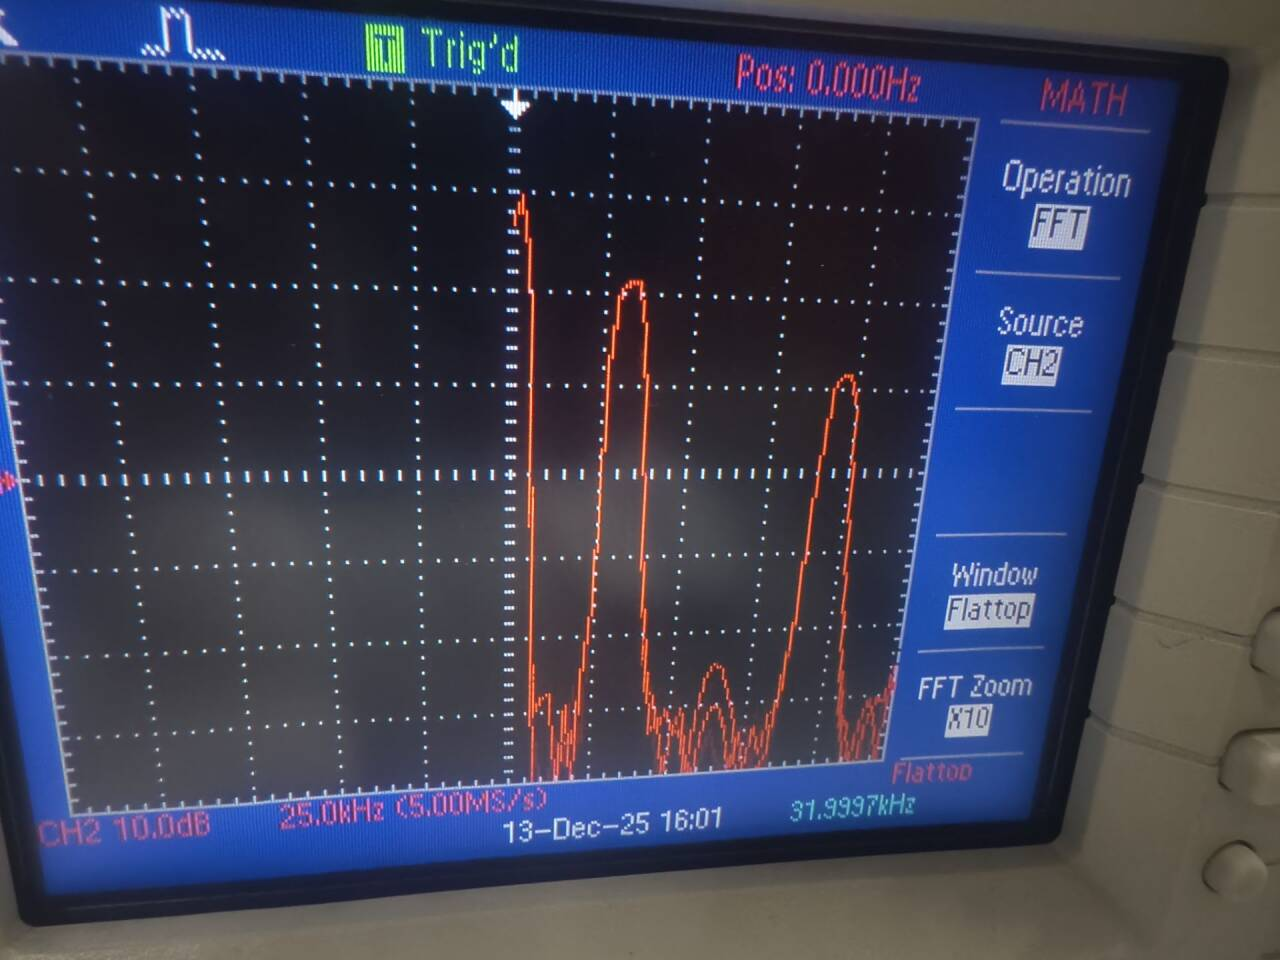 T Trig'd
Pos: 0.000Hz
MATH
Operation
FFT
Source
CH2
Window
Flattop
FFT Zoom
X10
Flattop
CH2 10.0dB
25.0kHz (5.00MS/s)
13-Dec-25 16:01
31.9997kHz